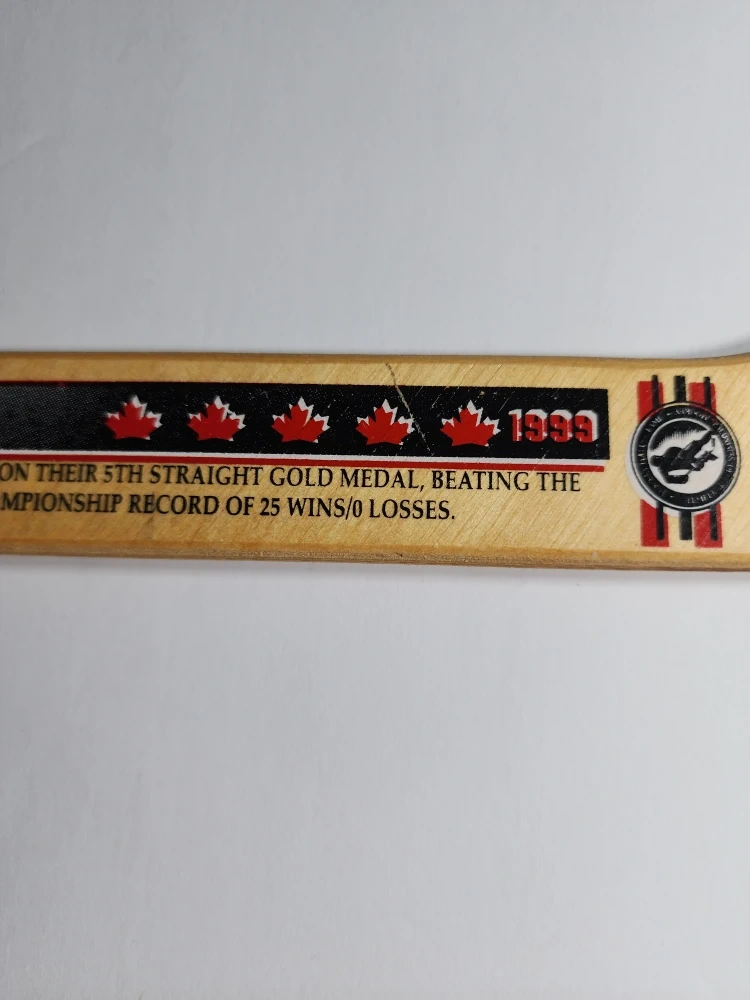 1999
ON THEIR 5TH STRAIGHT GOLD MEDAL, BEATING THE
MPIONSHIP RECORD OF 25 WINS/0 LOSSES.